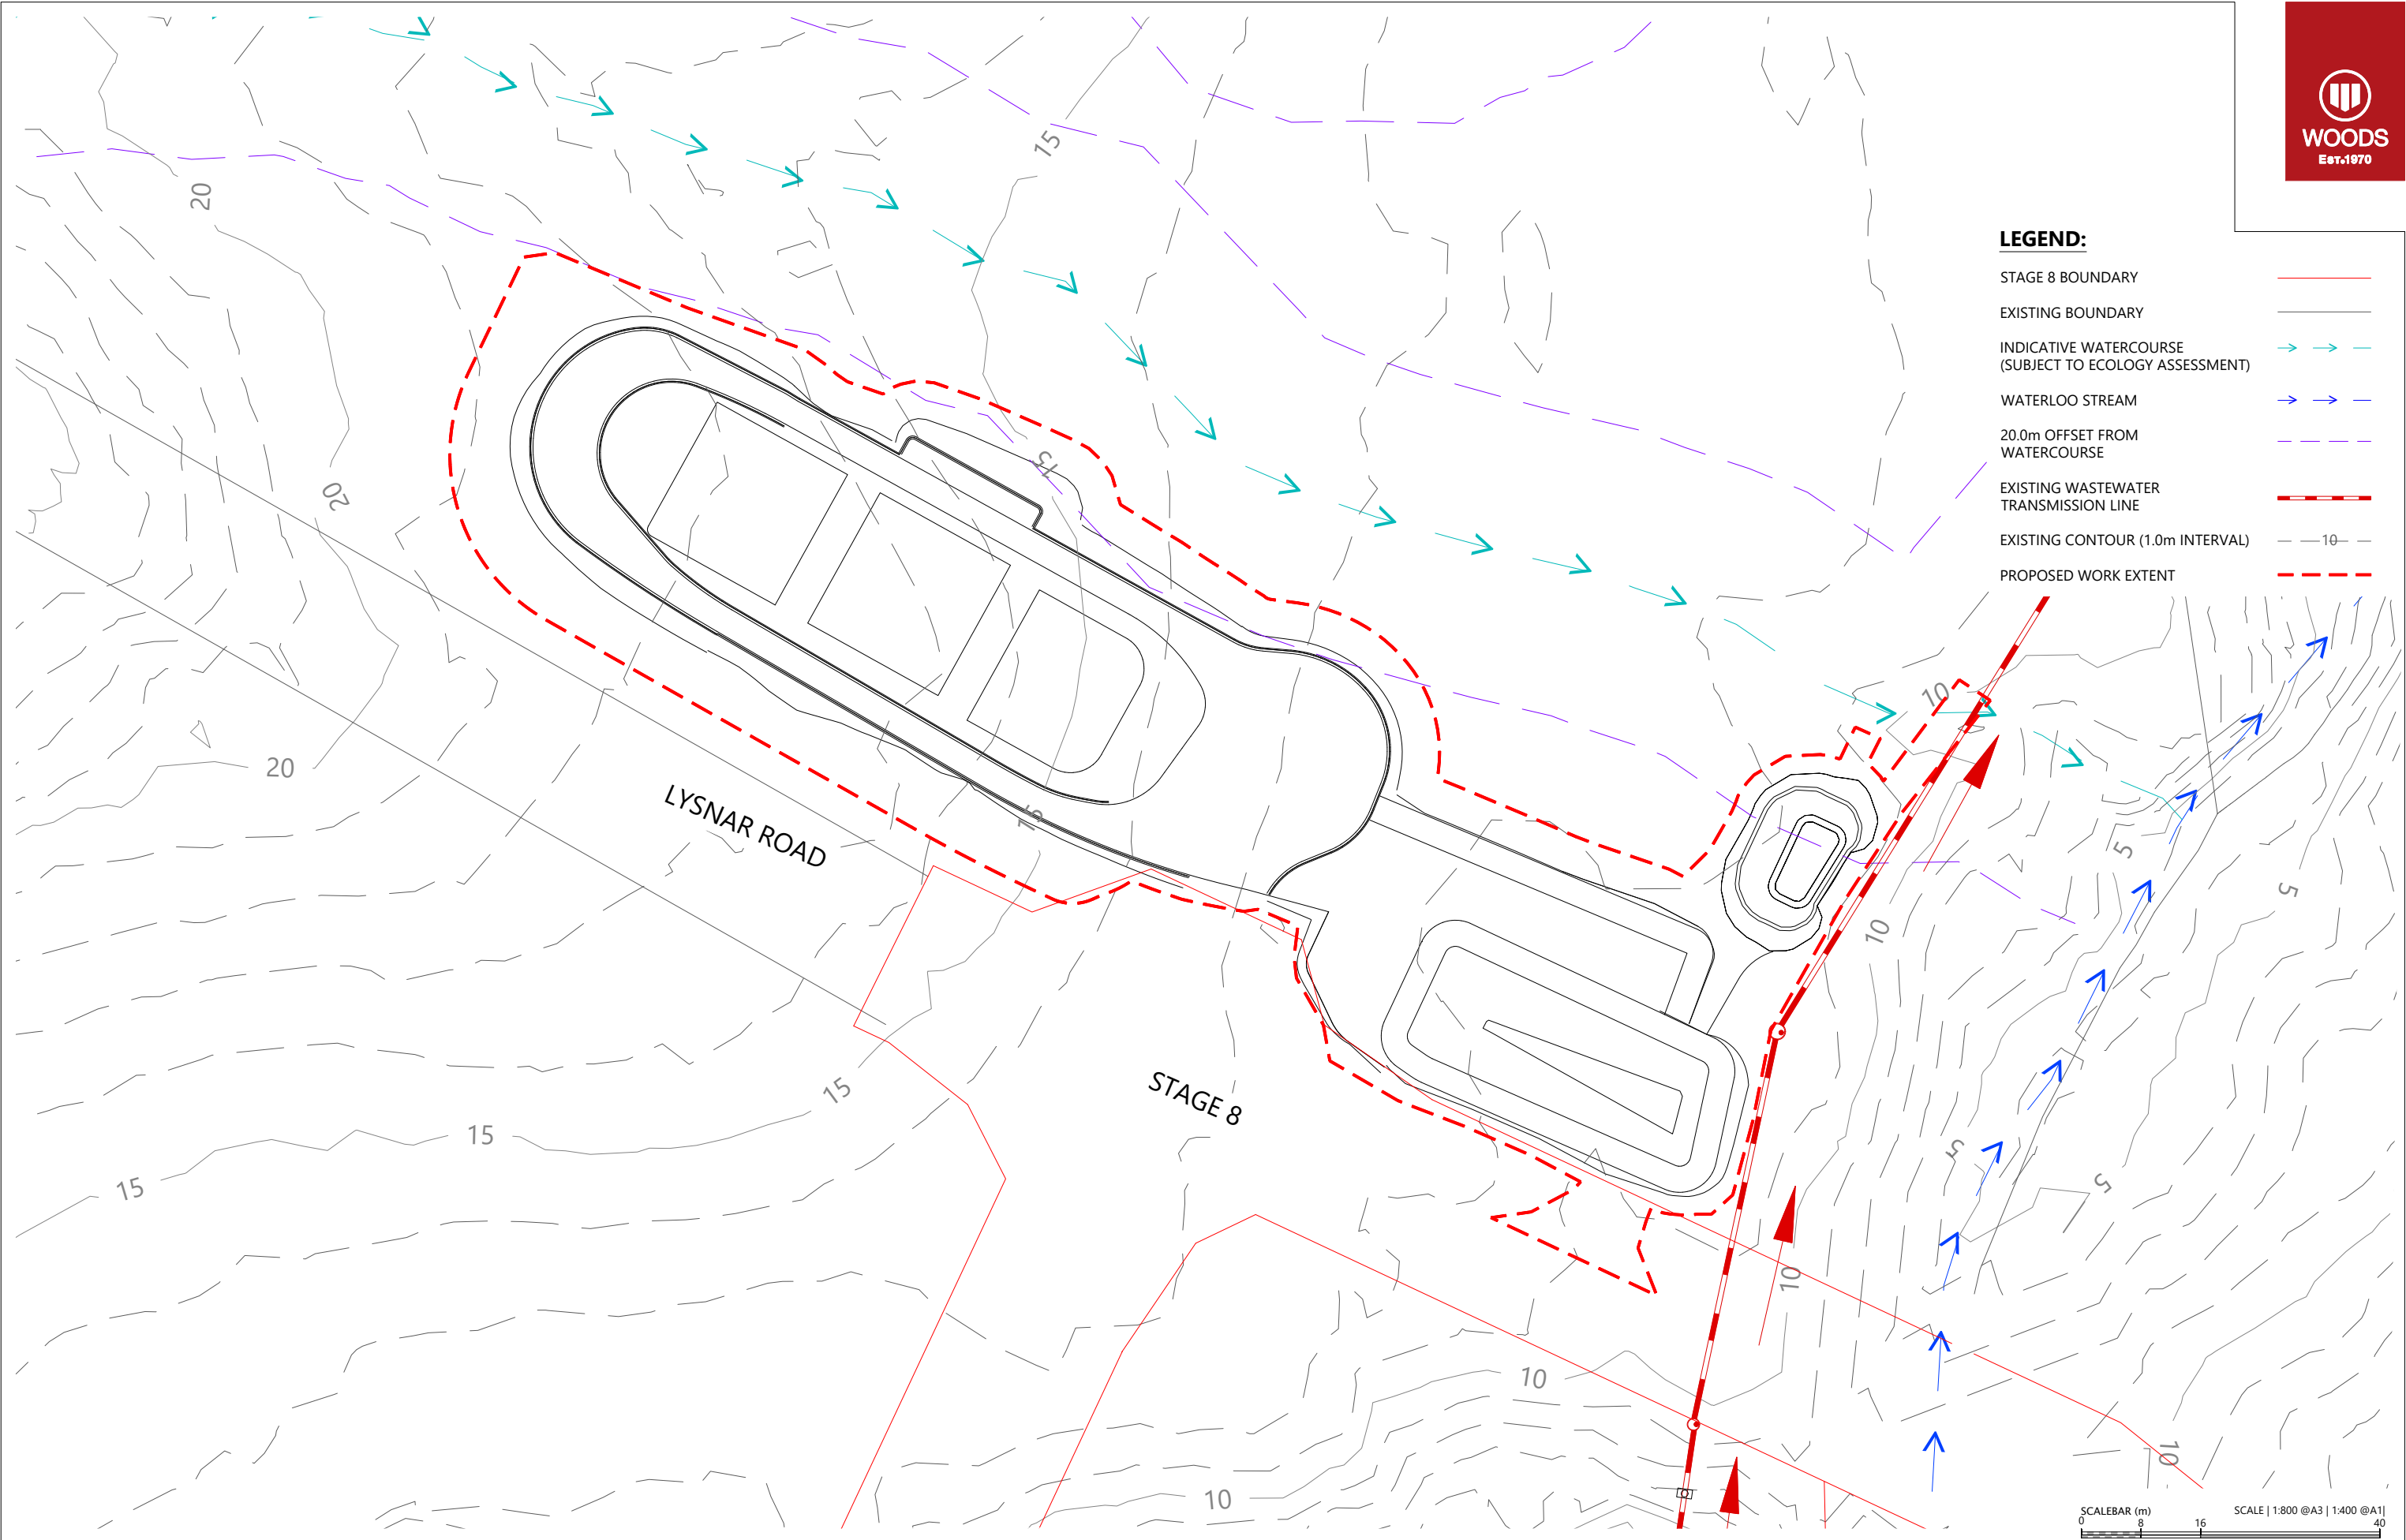 WOODS
EST.1970
LEGEND:
STAGE 8 BOUNDARY
EXISTING BOUNDARY
INDICATIVE WATERCOURSE
(SUBJECT TO ECOLOGY ASSESSMENT)
WATERLOO STREAM
20.0m OFFSET FROM
WATERCOURSE
EXISTING WASTEWATER
TRANSMISSION LINE
EXISTING CONTOUR (1.0m INTERVAL)
10
PROPOSED WORK EXTENT
15
20
20
15
20
15
10
10
5
5
5
5
10
10
10
10
15
15
15
LYSNAR ROAD
STAGE 8
SCALEBAR (m)
SCALE | 1:800 @A3 | 1:400 @A1|
0 8 16 40